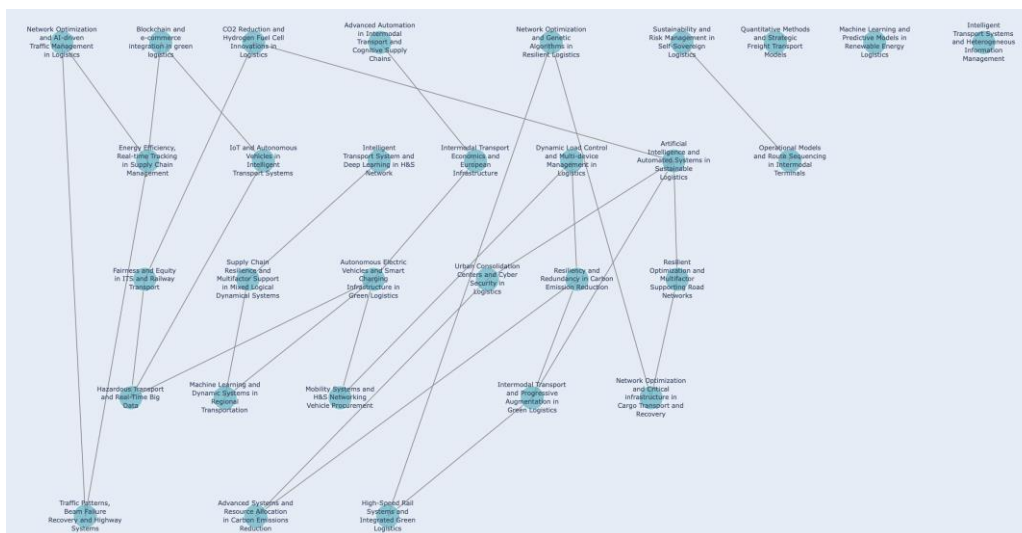 Network Optimization
and AI-driven
Traffic Management
in Logistics
Blockchain and
e-commerce
integration in green
logistics
CO2 Reduction and
Hydrogen Fuel Cell
Innovations in
Logistics
Advanced Automation
in Intermodal
Transport and
Cognitive Supply
Chains
Network Optimization
and Genetic
Algorithms in
Resilient Logistics
Sustainability and
Risk Management in
Self-Sovereign
Logistics
Quantitative Methods
and Strategic
Freight Transport
Models
Machine Learning and
Predictive Models in
Renewable Energy
Logistics
Intelligent
Transport Systems
and Heterogeneous
Information
Management
Energy Efficiency,
Real-time Tracking
in Supply Chain
Management
IoT and Autonomous
Vehicles in
Intelligent
Transport Systems
Intelligent
Transport System and
Deep Learning in H&S
Network
Intermodal Transport
Economics and
European
Infrastructure
Dynamic Load Control
and Multi-device
Management in
Logistics
Artificial
Intelligence and
Automated Systems in
Sustainable
Logistics
Operational Models
and Route Sequencing
in Intermodal
Terminals
Fairness and Equity
in ITS and Railway
Transport
Supply Chain
Resilience and
Multifactor Support
in Mixed Logical
Dynamical Systems
Autonomous Electric
Vehicles and Smart
Charging
Infrastructure in
Green Logistics
Urban Consolidation
Centers and Cyber
Security in
Logistics
Resiliency and
Redundancy in Carbon
Emission Reduction
Resilient
Optimization and
Multifactor
Supporting Road
Networks
Hazardous Transport
and Real-Time Big
Data
Machine Learning and
Dynamic Systems in
Regional
Transportation
Mobility Systems and
H&S Networking
Vehicle Procurement
Intermodal Transport
and Progressive
Augmentation in
Green Logistics
Network Optimization
and Critical
Infrastructure in
Cargo Transport and
Recovery
Traffic Patterns,
Beam Failure
Recovery and Highway
Systems
Advanced Systems and
Resource Allocation
in Carbon Emissions
Reduction
High-Speed Rail
Systems and
Integrated Green
Logistics